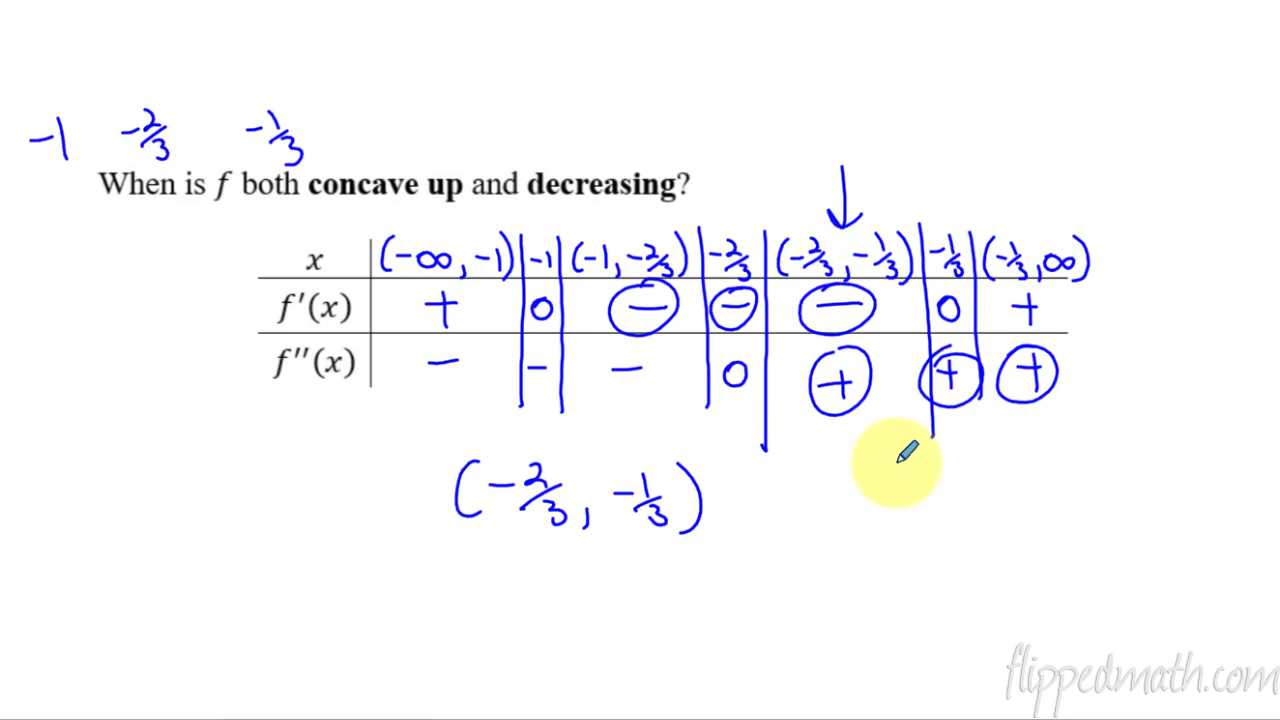 -1 -2/3 -1/3
When is f both concave up and decreasing?
x (-∞, -1) -1 (-1, -2/3) -2/3 (-2/3, -1/3) -1/3 (-1/3, ∞)
f'(x) + 0 - - - 0 +
f''(x) - - - 0 + + +
(-2/3, -1/3)
flippedmath.com